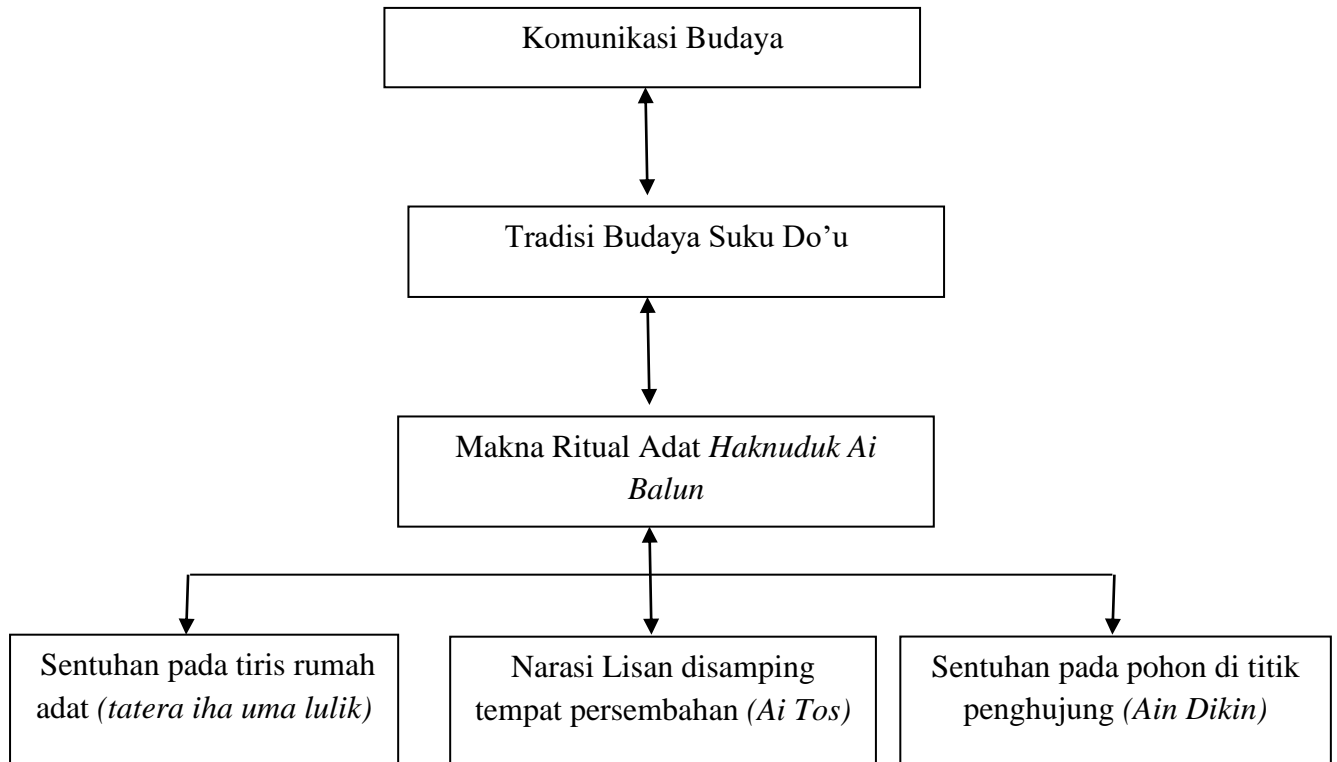 Komunikasi Budaya
Tradisi Budaya Suku Do’u
Makna Ritual Adat Haknuduk Ai
Balun
Sentuhan pada tiris rumah
adat (tatera iha uma lulik)
Narasi Lisan disamping
tempat persembahan (Ai Tos)
Sentuhan pada pohon di titik
penghujung (Ain Dikin)